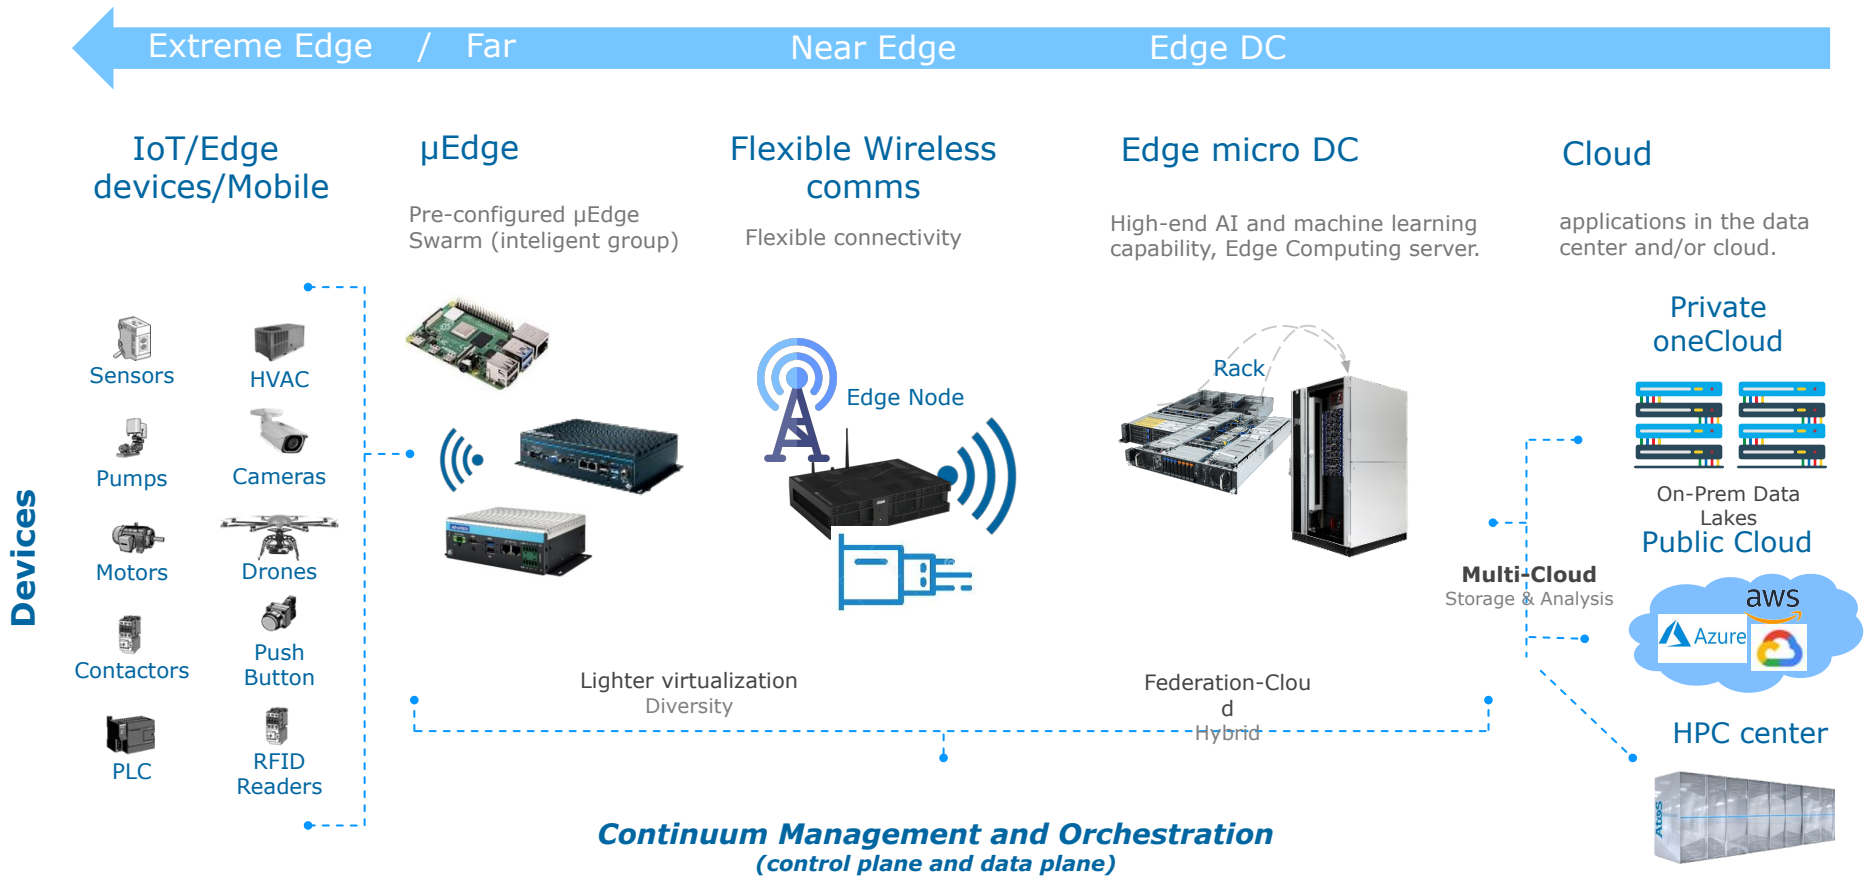 Extreme Edge / Far
Near Edge
Edge DC
IoT/Edge
devices/Mobile
µEdge
Pre-configured µEdge
Swarm (inteligent group)
Flexible Wireless
comms
Flexible connectivity
Edge micro DC
High-end AI and machine learning
capability, Edge Computing server.
Cloud
applications in the data
center and/or cloud.
Devices
Sensors
HVAC
Pumps
Cameras
Motors
Drones
Contactors
Push
Button
PLC
RFID
Readers
Edge Node
Rack
Private
oneCloud
On-Prem Data
Lakes
Public Cloud
aws
Azure
Multi-Cloud
Storage & Analysis
HPC center
Atos
Lighter virtualization
Diversity
Federation-Clou
d
Hybrid
Continuum Management and Orchestration
(control plane and data plane)